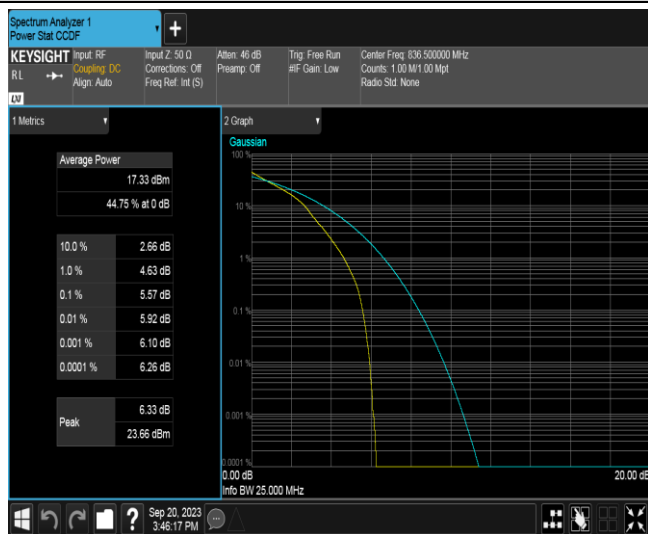 Spectrum Analyzer 1
Power Stat CCDF
+
KEYSIGHT
RL
LXI
Input: RF
Coupling: DC
Align: Auto
Input Z: 50 Ω
Corrections: Off
Freq Ref: Int (S)
Atten: 46 dB
Preamp: Off
Trig: Free Run
#IF Gain: Low
Center Freq: 836.500000 MHz
Counts: 1.00 M/1.00 Mpt
Radio Std: None
1 Metrics
Average Power
17.33 dBm
44.75 % at 0 dB
10.0 % 2.66 dB
1.0 % 4.63 dB
0.1 % 5.57 dB
0.01 % 5.92 dB
0.001 % 6.10 dB
0.0001 % 6.26 dB
Peak
6.33 dB
23.66 dBm
2 Graph
Gaussian
100 %
10 %
1 %
0.1 %
0.01 %
0.001 %
0.0001 %
0.00 dB 20.00 dB
Info BW 25.000 MHz
?
Sep 20, 2023
3:46:17 PM